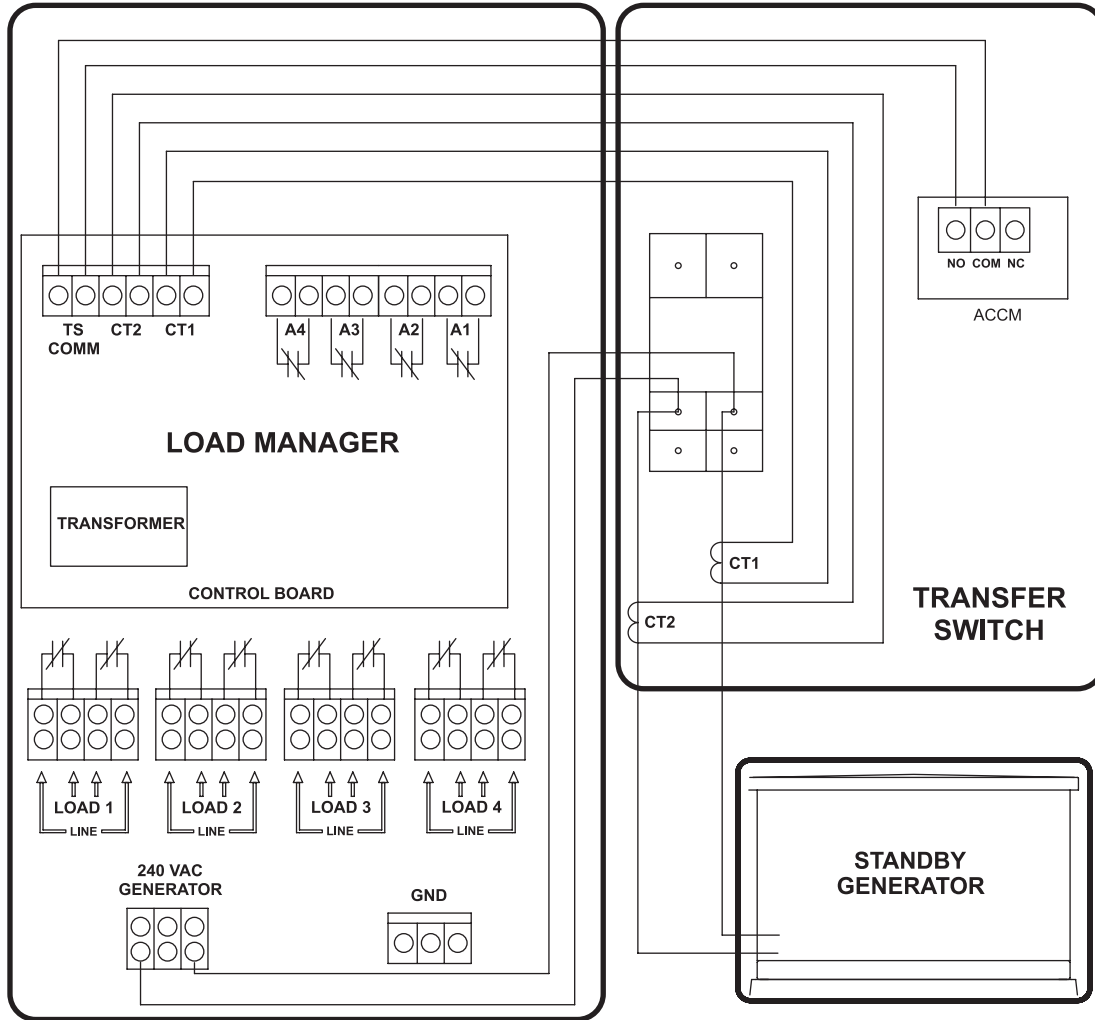 NO COM NC
ACCM
TS
COMM
CT2
CT1
A4
A3
A2
A1
LOAD MANAGER
TRANSFORMER
CONTROL BOARD
CT1
CT2
TRANSFER
SWITCH
LOAD 1
LINE
LOAD 2
LINE
LOAD 3
LINE
LOAD 4
LINE
240 VAC
GENERATOR
GND
STANDBY
GENERATOR